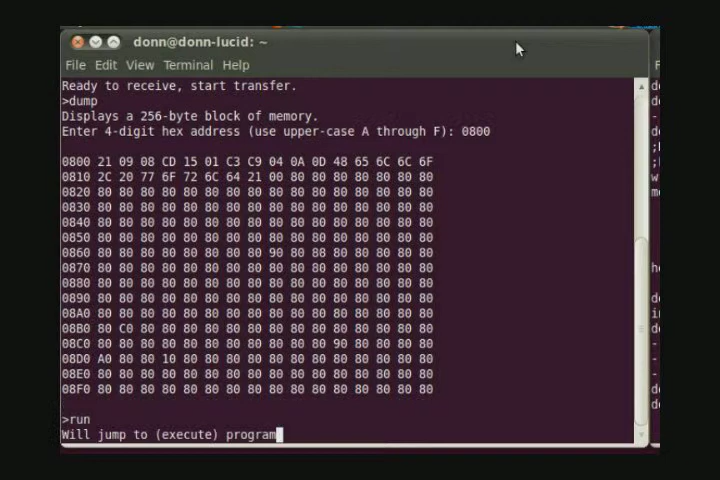 donn@donn-lucid: ~
File Edit View Terminal Help
Ready to receive, start transfer.
>dump
Displays a 256-byte block of memory.
Enter 4-digit hex address (use upper-case A through F): 0800
0800 21 09 08 CD 15 01 C3 C9 04 0A 0D 48 65 6C 6C 6F
0810 2C 20 77 6F 72 6C 64 21 00 80 80 80 80 80 80 80
0820 80 80 80 80 80 80 80 80 80 80 80 80 80 80 80 80
0830 80 80 80 80 80 80 80 80 80 80 80 80 80 80 80 80
0840 80 80 80 80 80 80 80 80 80 80 80 80 80 80 80 80
0850 80 80 80 80 80 80 80 80 80 80 80 80 80 80 80 80
0860 80 80 80 80 80 80 80 80 90 80 80 80 80 80 80 80
0870 80 80 80 80 80 80 80 80 80 80 80 80 80 80 80 80
0880 80 80 80 80 80 80 80 80 80 80 80 80 80 80 80 80
0890 80 80 80 80 80 80 80 80 80 80 80 80 80 80 80 80
08A0 80 80 80 80 80 80 80 80 80 80 80 80 80 80 80 80
08B0 80 C0 80 80 80 80 80 80 80 80 80 80 80 80 80 80
08C0 80 80 80 80 80 80 80 80 80 80 80 90 80 80 80 80
08D0 A0 80 80 10 80 80 80 80 80 80 80 80 80 80 80 80
08E0 80 80 80 80 80 80 80 80 80 80 80 80 80 80 80 80
08F0 80 80 80 80 80 80 80 80 80 80 80 80 80 80 80 80
>run
Will jump to (execute) program